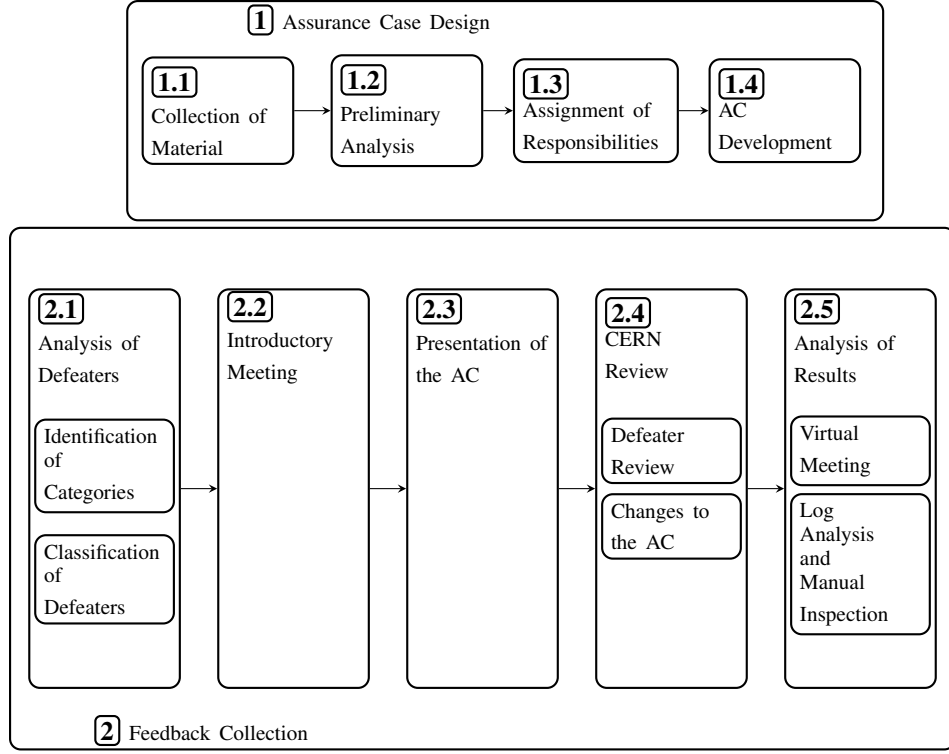 1 Assurance Case Design
1.1
Collection of
Material
1.2
Preliminary
Analysis
1.3
Assignment of
Responsibilities
1.4
AC
Development
2.1
Analysis of
Defeaters
Identification
of
Categories
Classification
of
Defeaters
2.2
Introductory
Meeting
2.3
Presentation of
the AC
2.4
CERN
Review
Defeater
Review
Changes to
the AC
2.5
Analysis of
Results
Virtual
Meeting
Log
Analysis
and
Manual
Inspection
2 Feedback Collection